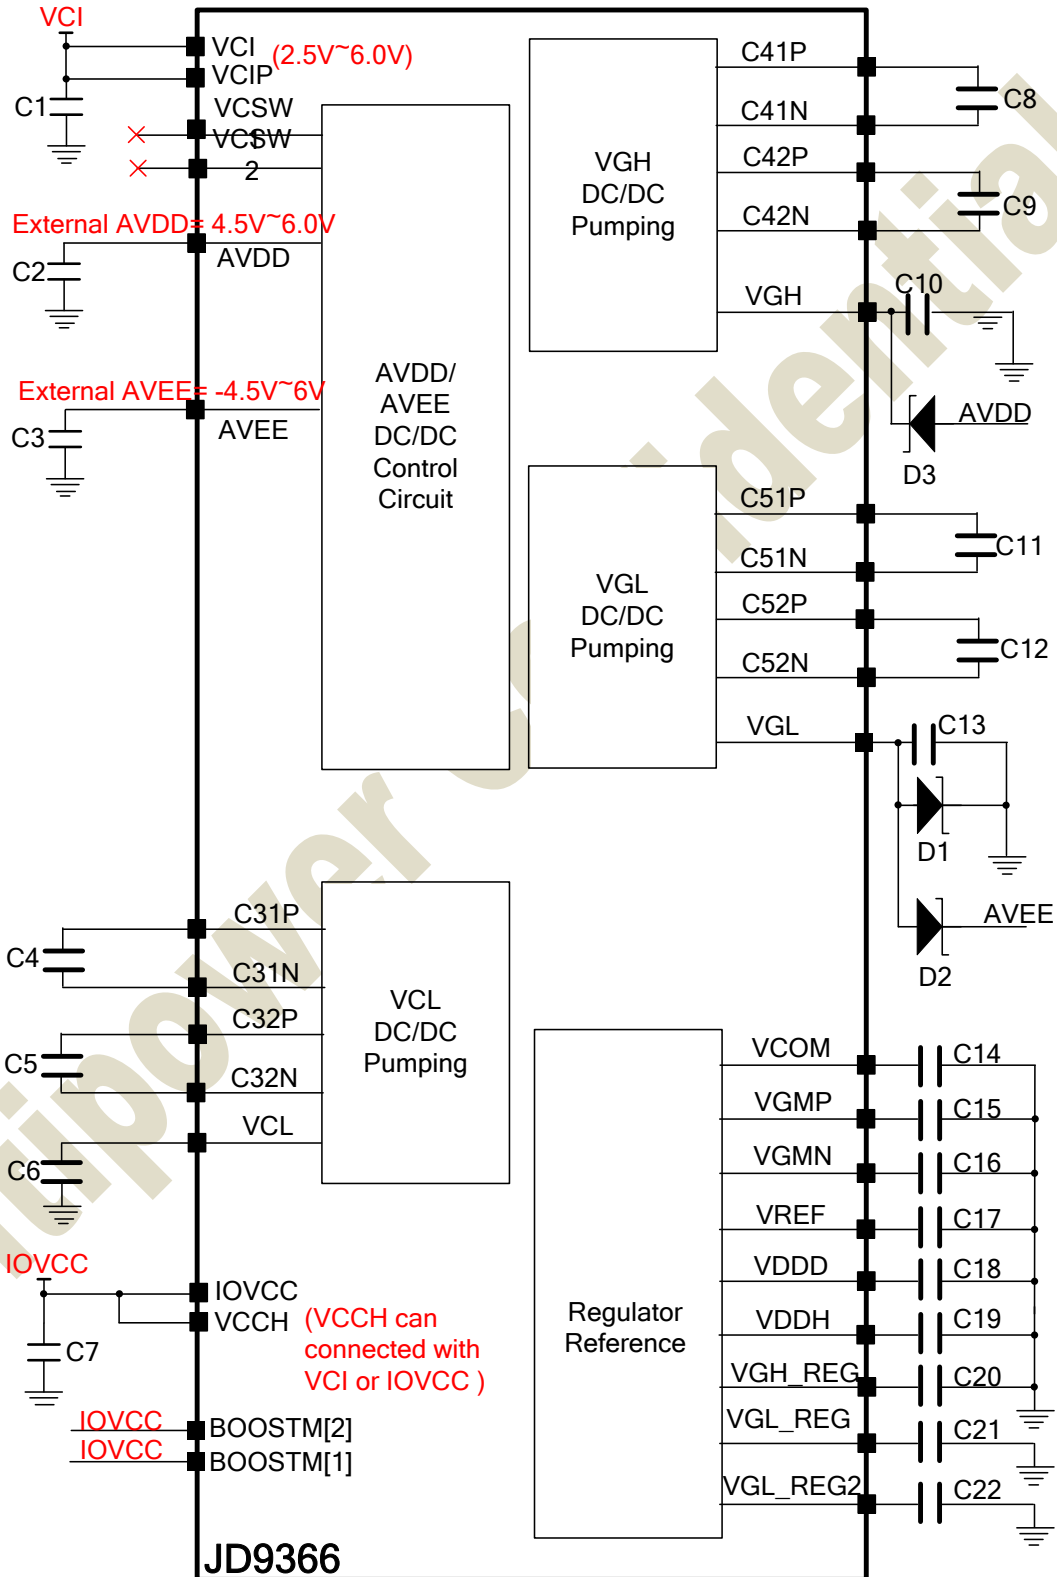 VCI
VCI (2.5V~6.0V)
VCIP
C1
VCSW
1
VCSW
2
External AVDD= 4.5V~6.0V
AVDD
C2
External AVEE= -4.5V~6V
AVEE
C3
AVDD/
AVEE
DC/DC
Control
Circuit
VGH
DC/DC
Pumping
C41P
C41N
C8
C42P
C42N
C9
VGH
C10
AVDD
D3
VGL
DC/DC
Pumping
C51P
C51N
C11
C52P
C52N
C12
VGL
C13
D1
AVEE
D2
C31P
C4
C31N
C32P
C5
C32N
VCL
C6
VCL
DC/DC
Pumping
IOVCC
IOVCC
VCCH
(VCCH can
connected with
VCI or IOVCC )
C7
IOVCC
BOOSTM[2]
IOVCC
BOOSTM[1]
Regulator
Reference
VCOM
C14
VGMP
C15
VGMN
C16
VREF
C17
VDDD
C18
VDDH
C19
VGH_REG
C20
VGL_REG
C21
VGL_REG2
C22
JD9366